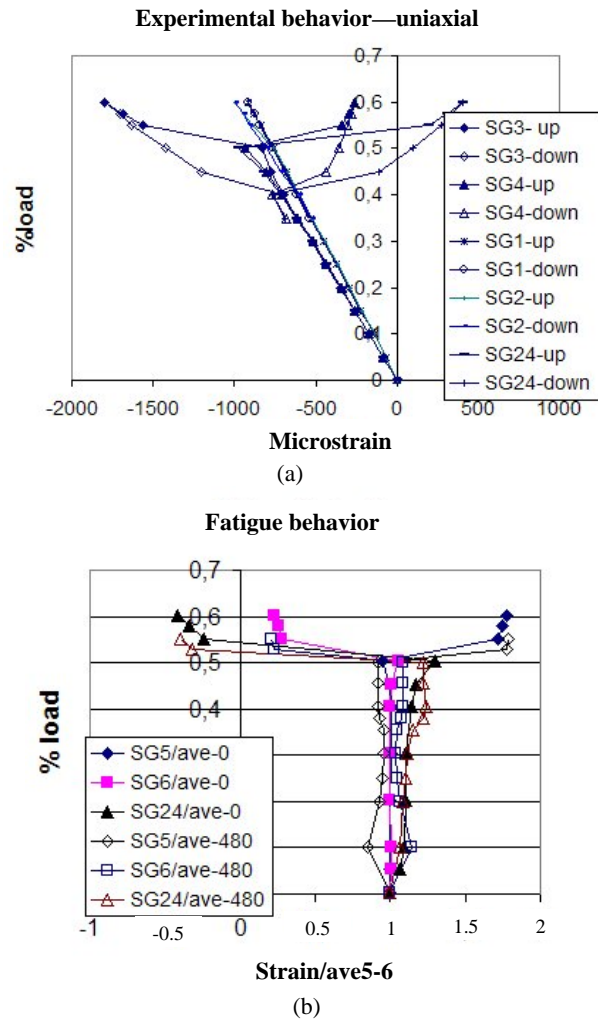 Experimental behavior—uniaxial
0,7
0,6
0,5
0,4
0,3
0,2
0,1
0
%load
SG3- up
SG3-down
SG4-up
SG4-down
SG1-up
SG1-down
SG2-up
SG2-down
SG24-up
SG24-down
-2000 -1500 -1000 -500 0 500 1000
Microstrain
(a)
Fatigue behavior
0,7
0,6
0,5
0,4
% load
SG5/ave-0
SG6/ave-0
SG24/ave-0
SG5/ave-480
SG6/ave-480
SG24/ave-480
-1 -0.5 0 0.5 1 1.5 2
Strain/ave5-6
(b)